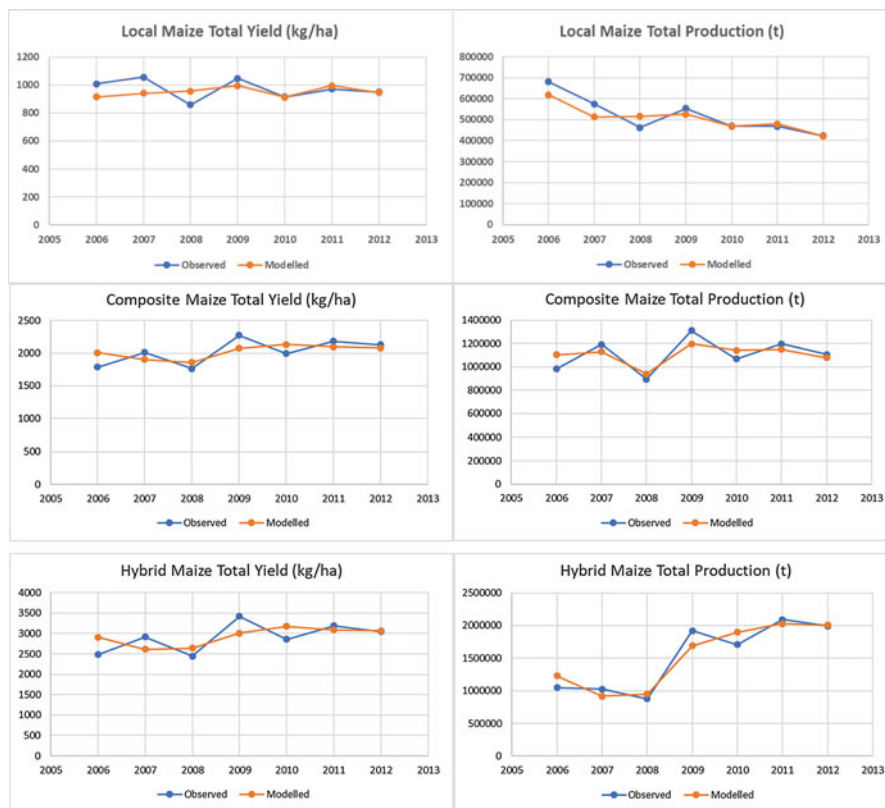 Local Maize Total Yield (kg/ha)
1200
1000
800
600
400
200
0
2005 2006 2007 2008 2009 2010 2011 2012 2013
Observed Modelled
Local Maize Total Production (t)
800000
700000
600000
500000
400000
300000
200000
100000
0
2005 2006 2007 2008 2009 2010 2011 2012 2013
Observed Modelled
Composite Maize Total Yield (kg/ha)
2500
2000
1500
1000
500
0
2005 2006 2007 2008 2009 2010 2011 2012 2013
Observed Modelled
Composite Maize Total Production (t)
1400000
1200000
1000000
800000
600000
400000
200000
0
2005 2006 2007 2008 2009 2010 2011 2012 2013
Observed Modelled
Hybrid Maize Total Yield (kg/ha)
4000
3500
3000
2500
2000
1500
1000
500
0
2005 2006 2007 2008 2009 2010 2011 2012 2013
Observed Modelled
Hybrid Maize Total Production (t)
2500000
2000000
1500000
1000000
500000
0
2005 2006 2007 2008 2009 2010 2011 2012 2013
Observed Modelled